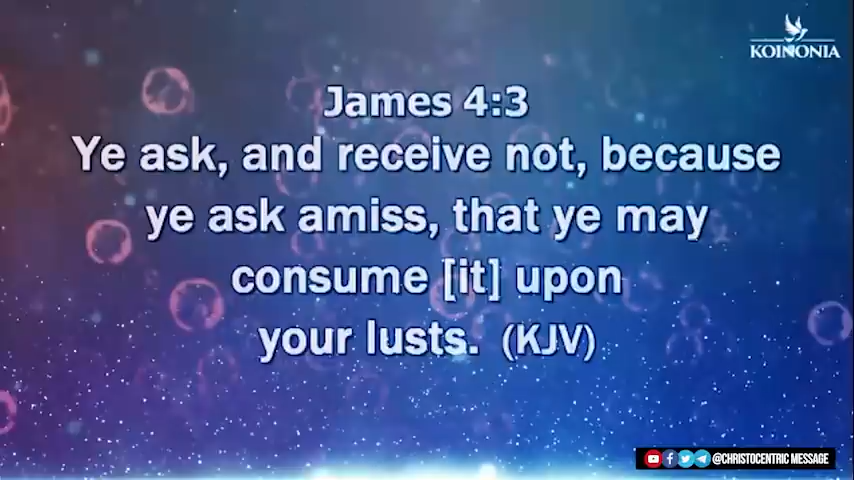 KOINONIA
James 4:3
Ye ask, and receive not, because
ye ask amiss, that ye may
consume [it] upon
your lusts. (KJV)
@CHRISTOCENTRIC MESSAGE